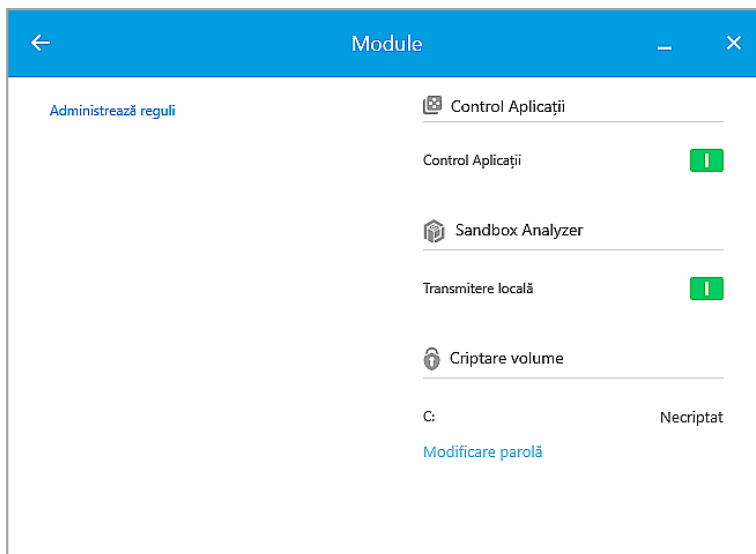 Module
Administrează reguli
Control Aplicații
Control Aplicații
Sandbox Analyzer
Transmitere locală
Criptare volume
C: Necriptat
Modificare parolă